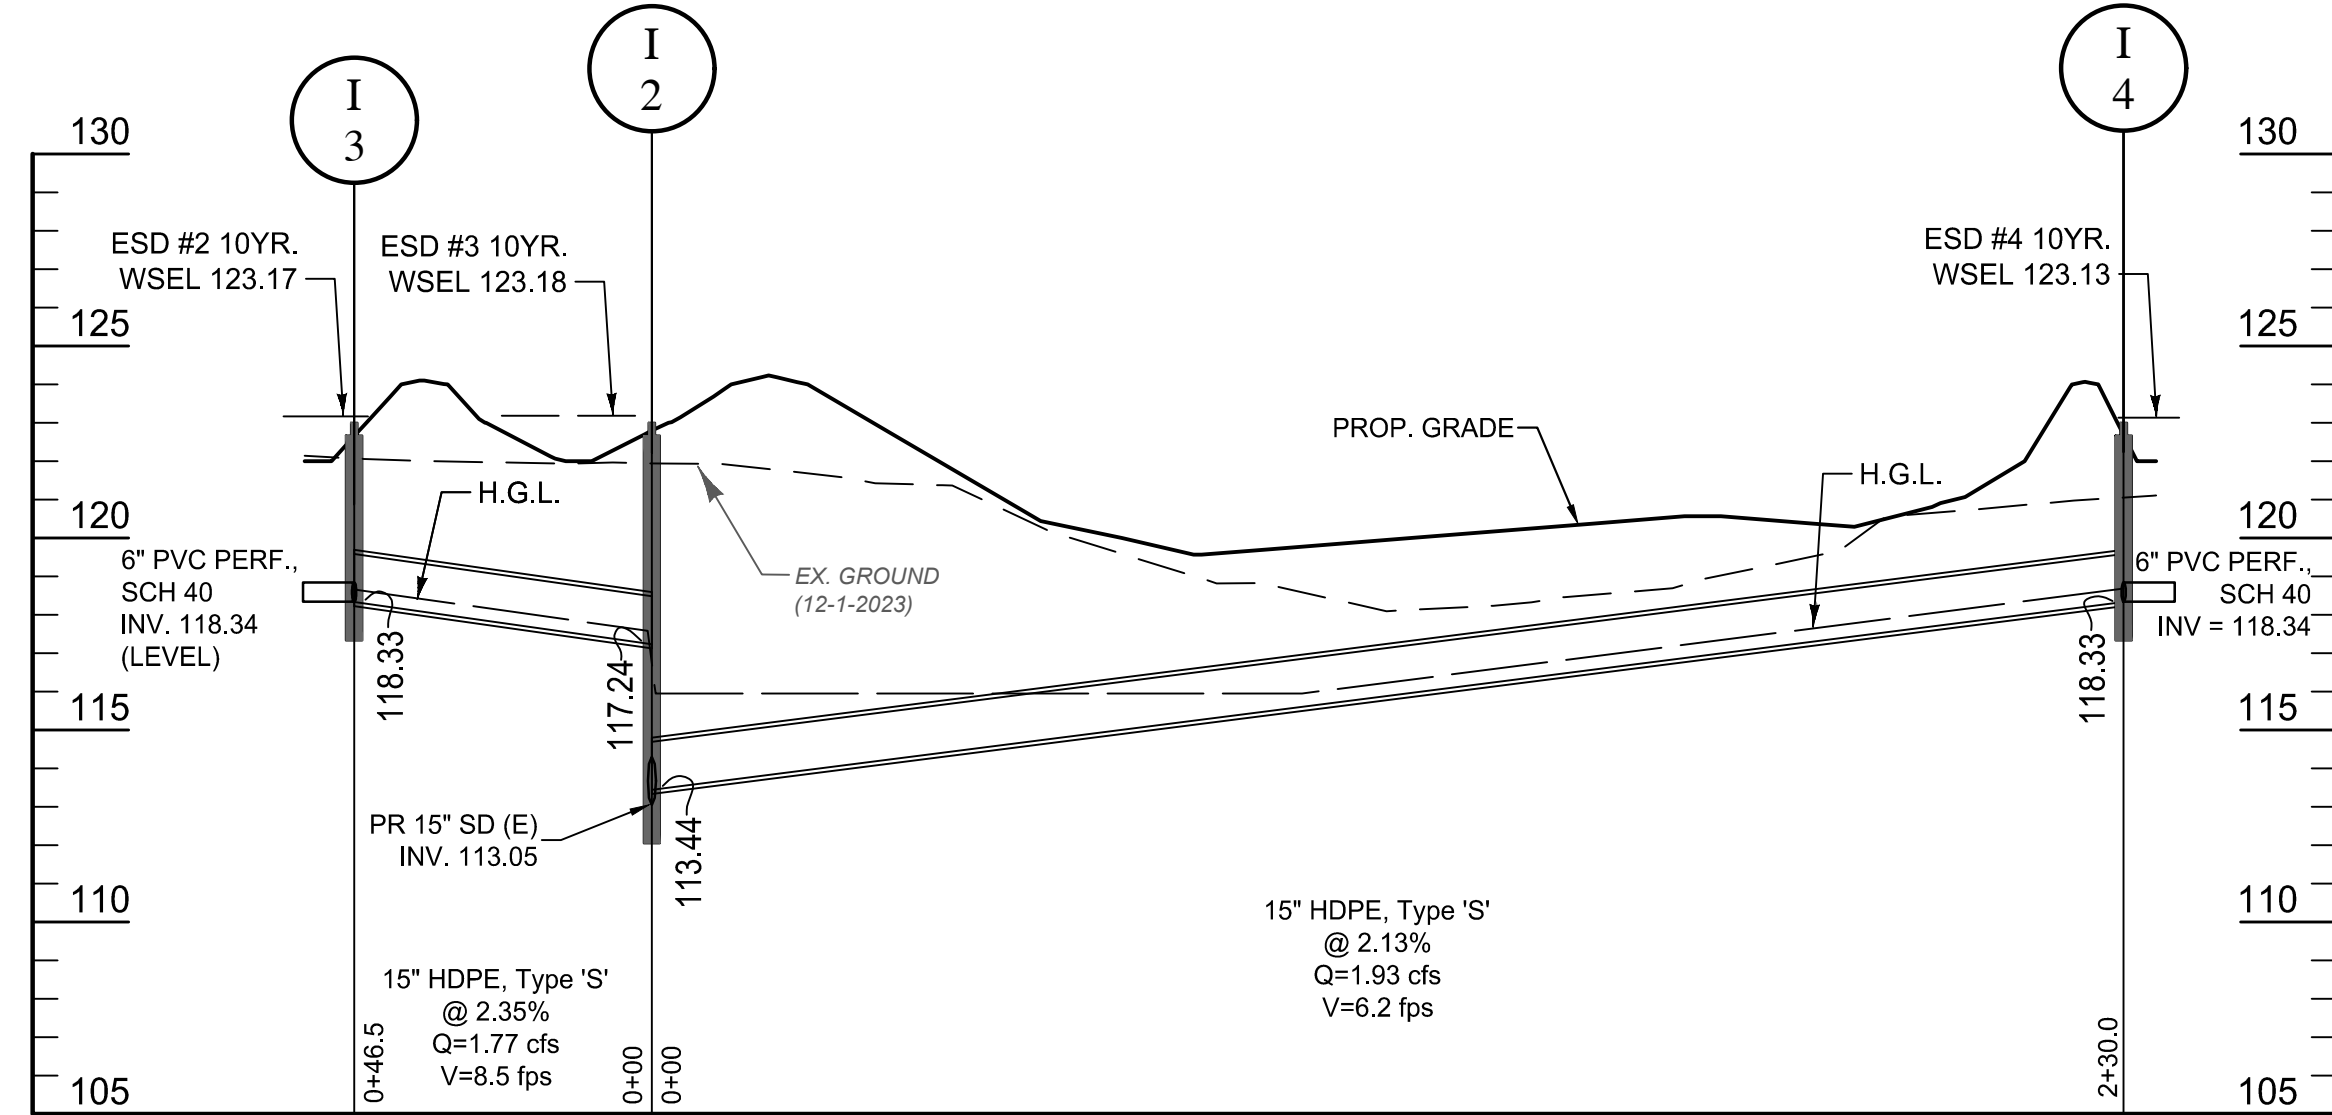 I
3
I
2
I
4
130
130
ESD #2 10YR.
WSEL 123.17
ESD #3 10YR.
WSEL 123.18
ESD #4 10YR.
WSEL 123.13
125
125
PROP. GRADE
H.G.L.
H.G.L.
120
120
6" PVC PERF.,
SCH 40
INV. 118.34
(LEVEL)
EX. GROUND
(12-1-2023)
6" PVC PERF.,
SCH 40
INV = 118.34
118.33
117.24
118.33
115
115
PR 15" SD (E)
INV. 113.05
113.44
110
110
15" HDPE, Type 'S'
@ 2.13%
Q=1.93 cfs
V=6.2 fps
15" HDPE, Type 'S'
@ 2.35%
Q=1.77 cfs
V=8.5 fps
0+46.5
0+00
0+00
2+30.0
105
105